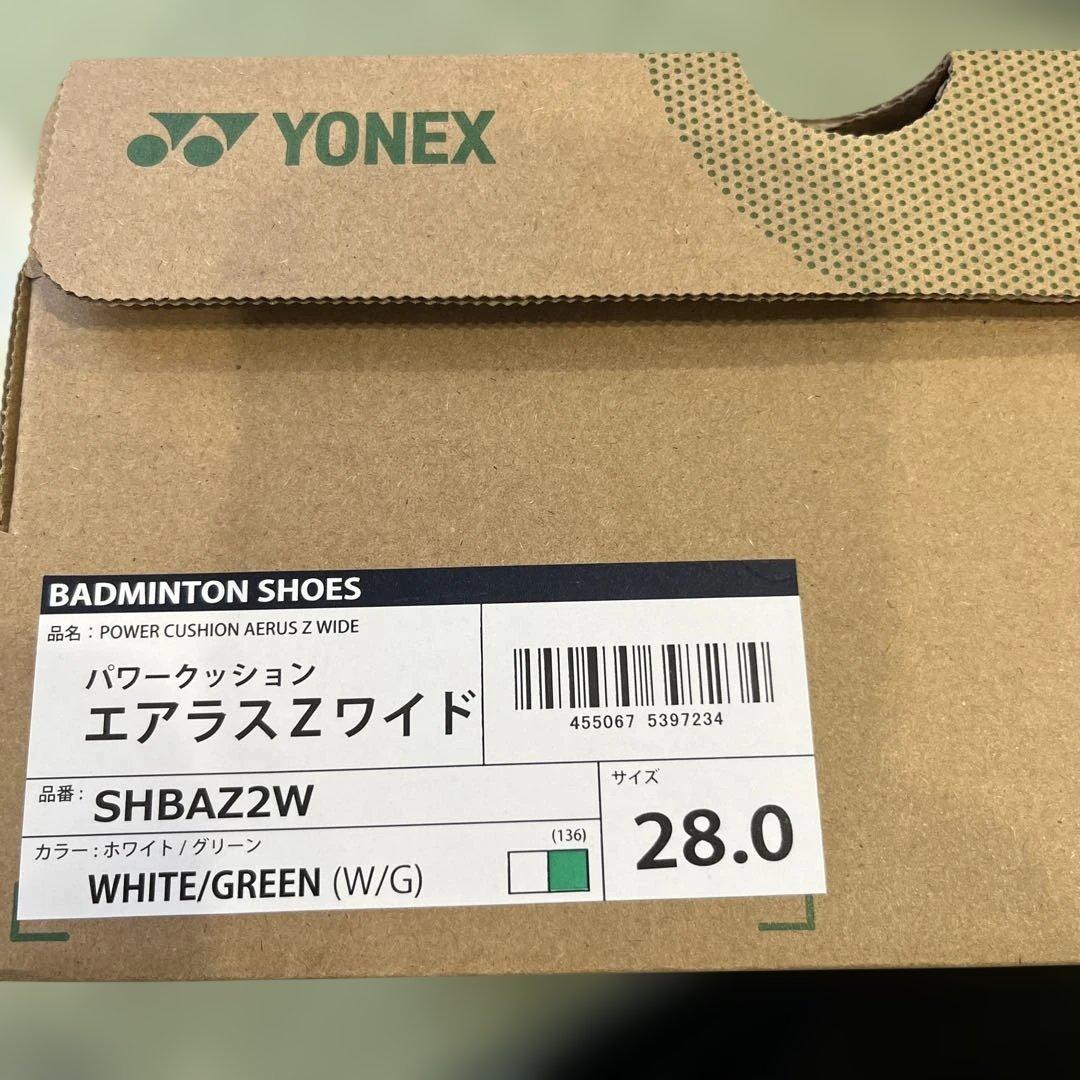 YONEX
BADMINTON SHOES
品名：POWER CUSHION AERUS Z WIDE
パワークッション
エアラスZワイド
455067 5397234
品番：SHBAZ2W
サイズ
28.0
カラー：ホワイト / グリーン
(136)
WHITE/GREEN (W/G)